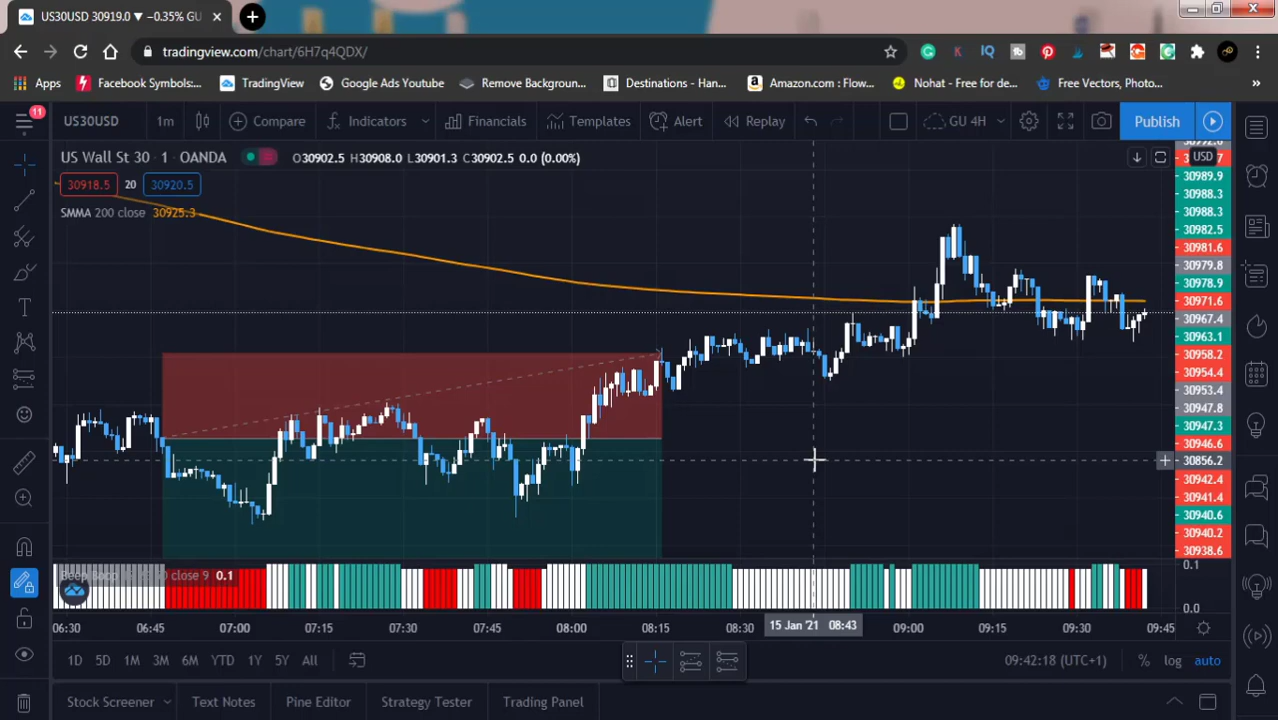 US30USD 30919.0 ▼ −0.35% GU
tradingview.com/chart/6H7q4QDX/
Apps Facebook Symbols:... TradingView Google Ads Youtube Remove Backgroun... Destinations - Han... Amazon.com : Flow... Nohat - Free for de... Free Vectors, Photo... »
11
US30USD 1m Compare Indicators Financials Templates Alert Replay GU 4H Publish
US Wall St 30 · 1 · OANDA O30902.5 H30908.0 L30901.3 C30902.5 0.0 (0.00%)
USD
30918.5 20 30920.5
SMMA 200 close 30925.3
30989.9
30988.3
30988.3
30982.5
30981.6
30979.8
30978.9
30971.6
30967.4
30963.1
30958.2
30954.4
30953.4
30947.8
30947.3
30946.6
30856.2
30942.4
30941.4
30940.6
30940.2
30938.6
close 9 0.1
0.1
0.0
06:30 06:45 07:00 07:15 07:30 07:45 08:00 08:15 08:30 15 Jan '21 08:43 09:00 09:15 09:30 09:45
1D 5D 1M 3M 6M YTD 1Y 5Y All 09:42:18 (UTC+1) % log auto
Stock Screener Text Notes Pine Editor Strategy Tester Trading Panel